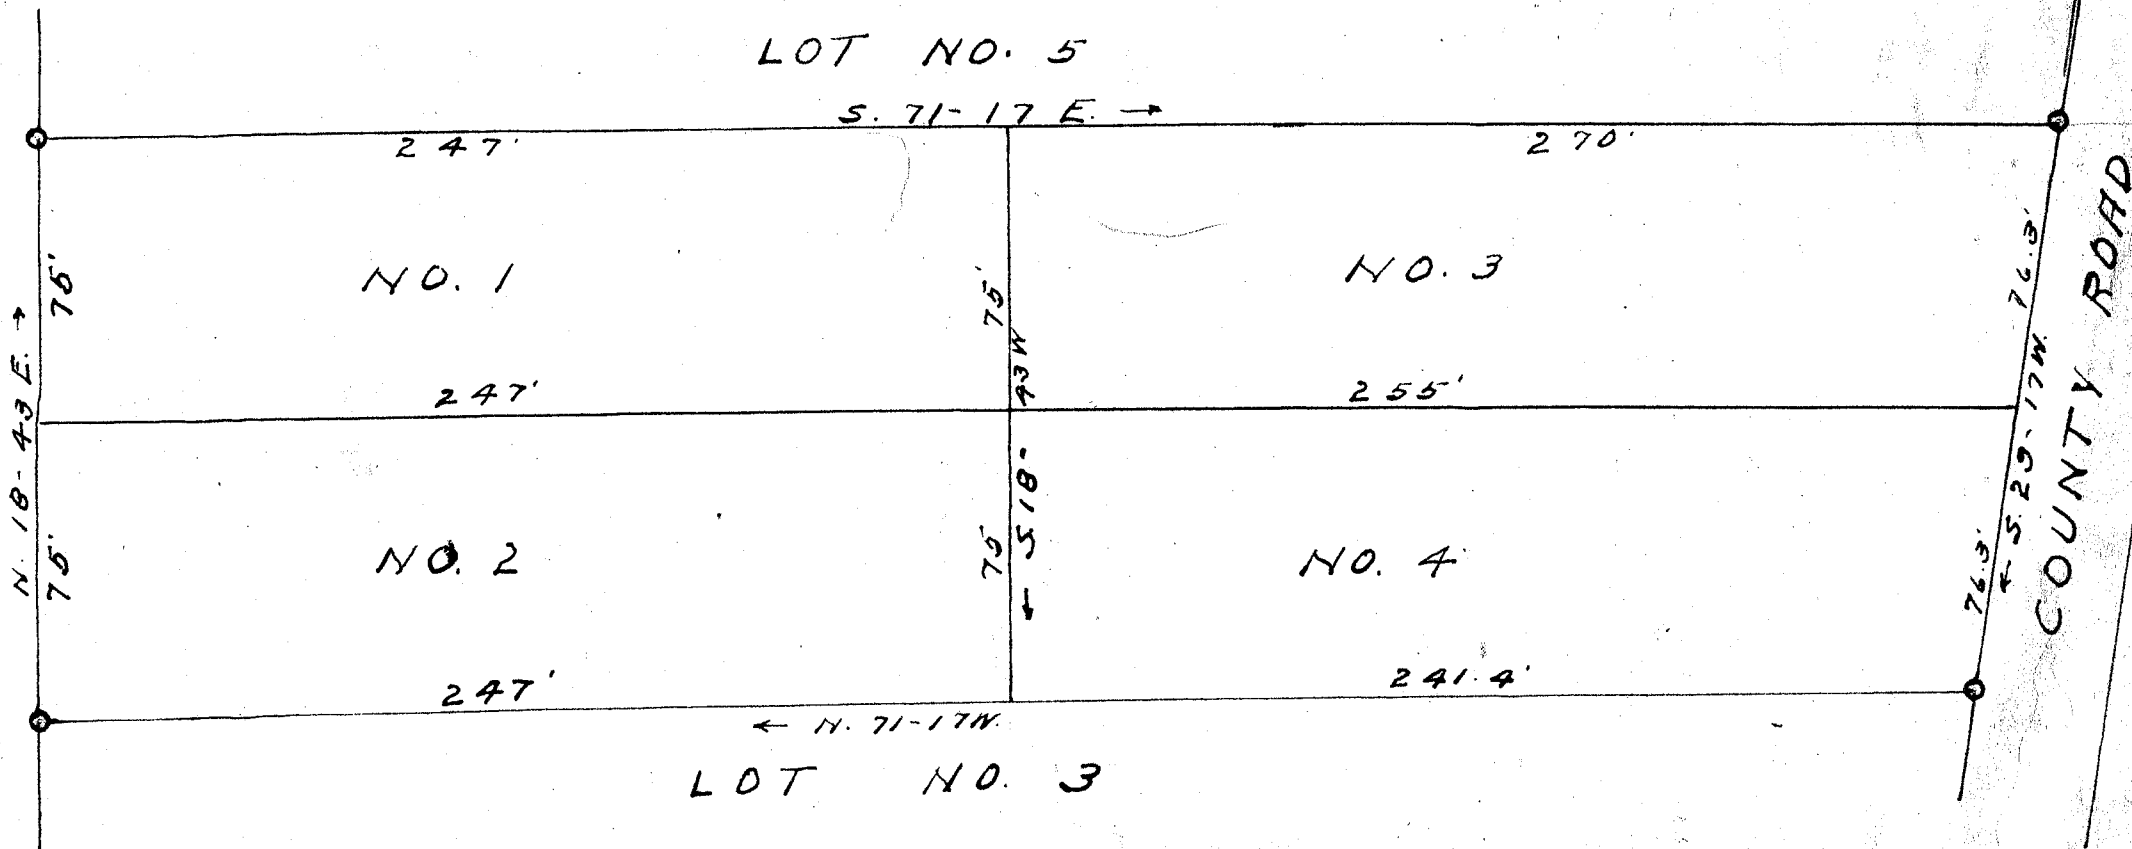 LOT NO. 5
S. 71-17 E. →
247'
270'
75'
NO. 1
75'
NO. 3
76.3'
COUNTY ROAD
N. 18-43 E. →
247'
255'
← S. 18-43 W
← S. 29-17 W.
75'
NO. 2
75'
NO. 4
76.3'
247'
241.4'
← N. 71-17 W.
LOT NO. 3